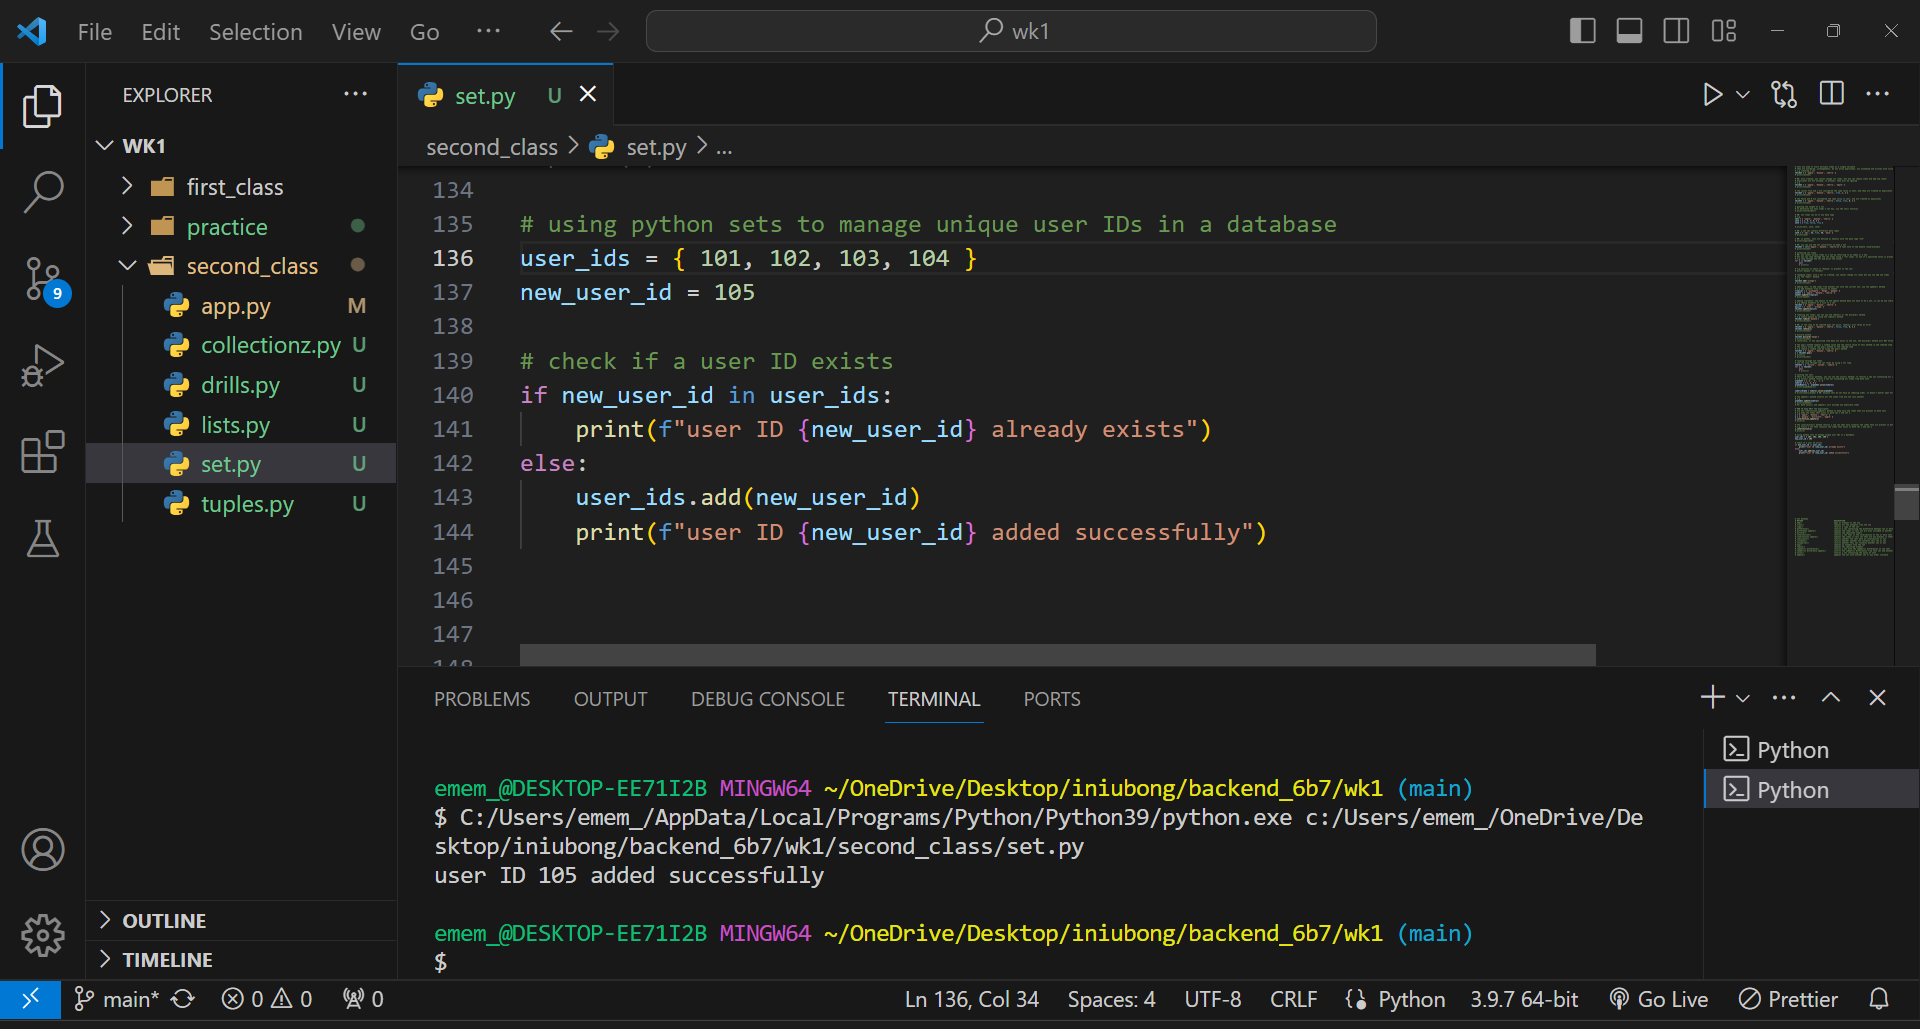 File Edit Selection View Go ··· wk1
EXPLORER ···
WK1
first_class
practice
second_class
app.py M
collectionz.py U
drills.py U
lists.py U
set.py U
tuples.py U
OUTLINE
TIMELINE
9
set.py U
second_class > set.py > ...
134
135 # using python sets to manage unique user IDs in a database
136 user_ids = { 101, 102, 103, 104 }
137 new_user_id = 105
138
139 # check if a user ID exists
140 if new_user_id in user_ids:
141     print(f"user ID {new_user_id} already exists")
142 else:
143     user_ids.add(new_user_id)
144     print(f"user ID {new_user_id} added successfully")
145
146
147
148
PROBLEMS OUTPUT DEBUG CONSOLE TERMINAL PORTS
emem_@DESKTOP-EE71I2B MINGW64 ~/OneDrive/Desktop/iniubong/backend_6b7/wk1 (main)
$ C:/Users/emem_/AppData/Local/Programs/Python/Python39/python.exe c:/Users/emem_/OneDrive/De
sktop/iniubong/backend_6b7/wk1/second_class/set.py
user ID 105 added successfully
emem_@DESKTOP-EE71I2B MINGW64 ~/OneDrive/Desktop/iniubong/backend_6b7/wk1 (main)
$
Python
Python
main* 0 0 0 Ln 136, Col 34 Spaces: 4 UTF-8 CRLF Python 3.9.7 64-bit Go Live Prettier